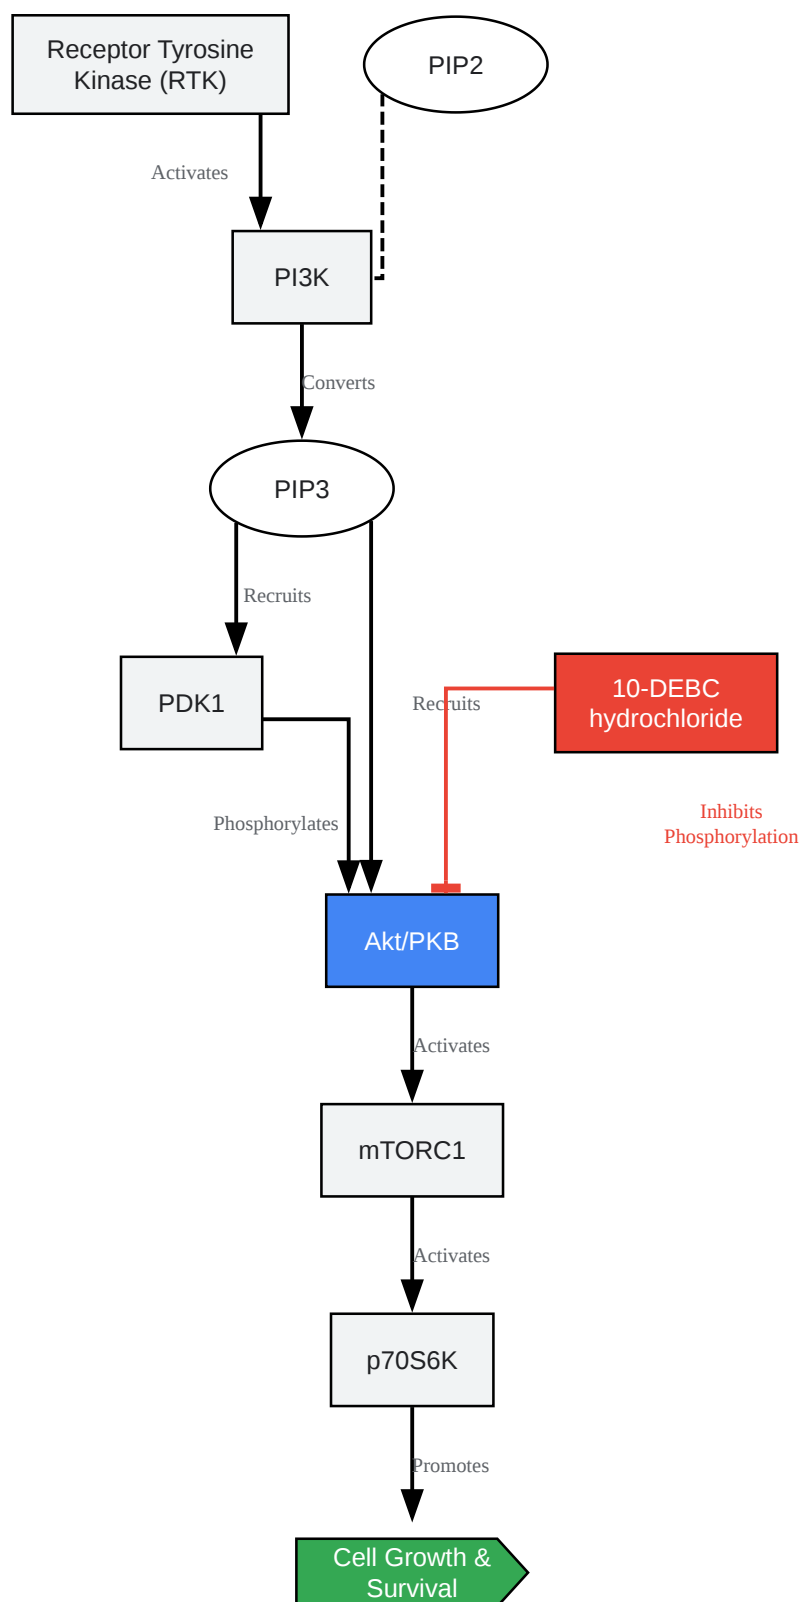 Receptor Tyrosine
Kinase (RTK)
PIP2
Activates
PI3K
Converts
PIP3
Recruits
PDK1
Recruits
10-DEBC
hydrochloride
Phosphorylates
Inhibits
Phosphorylation
Akt/PKB
Activates
mTORC1
Activates
p70S6K
Promotes
Cell Growth &
Survival